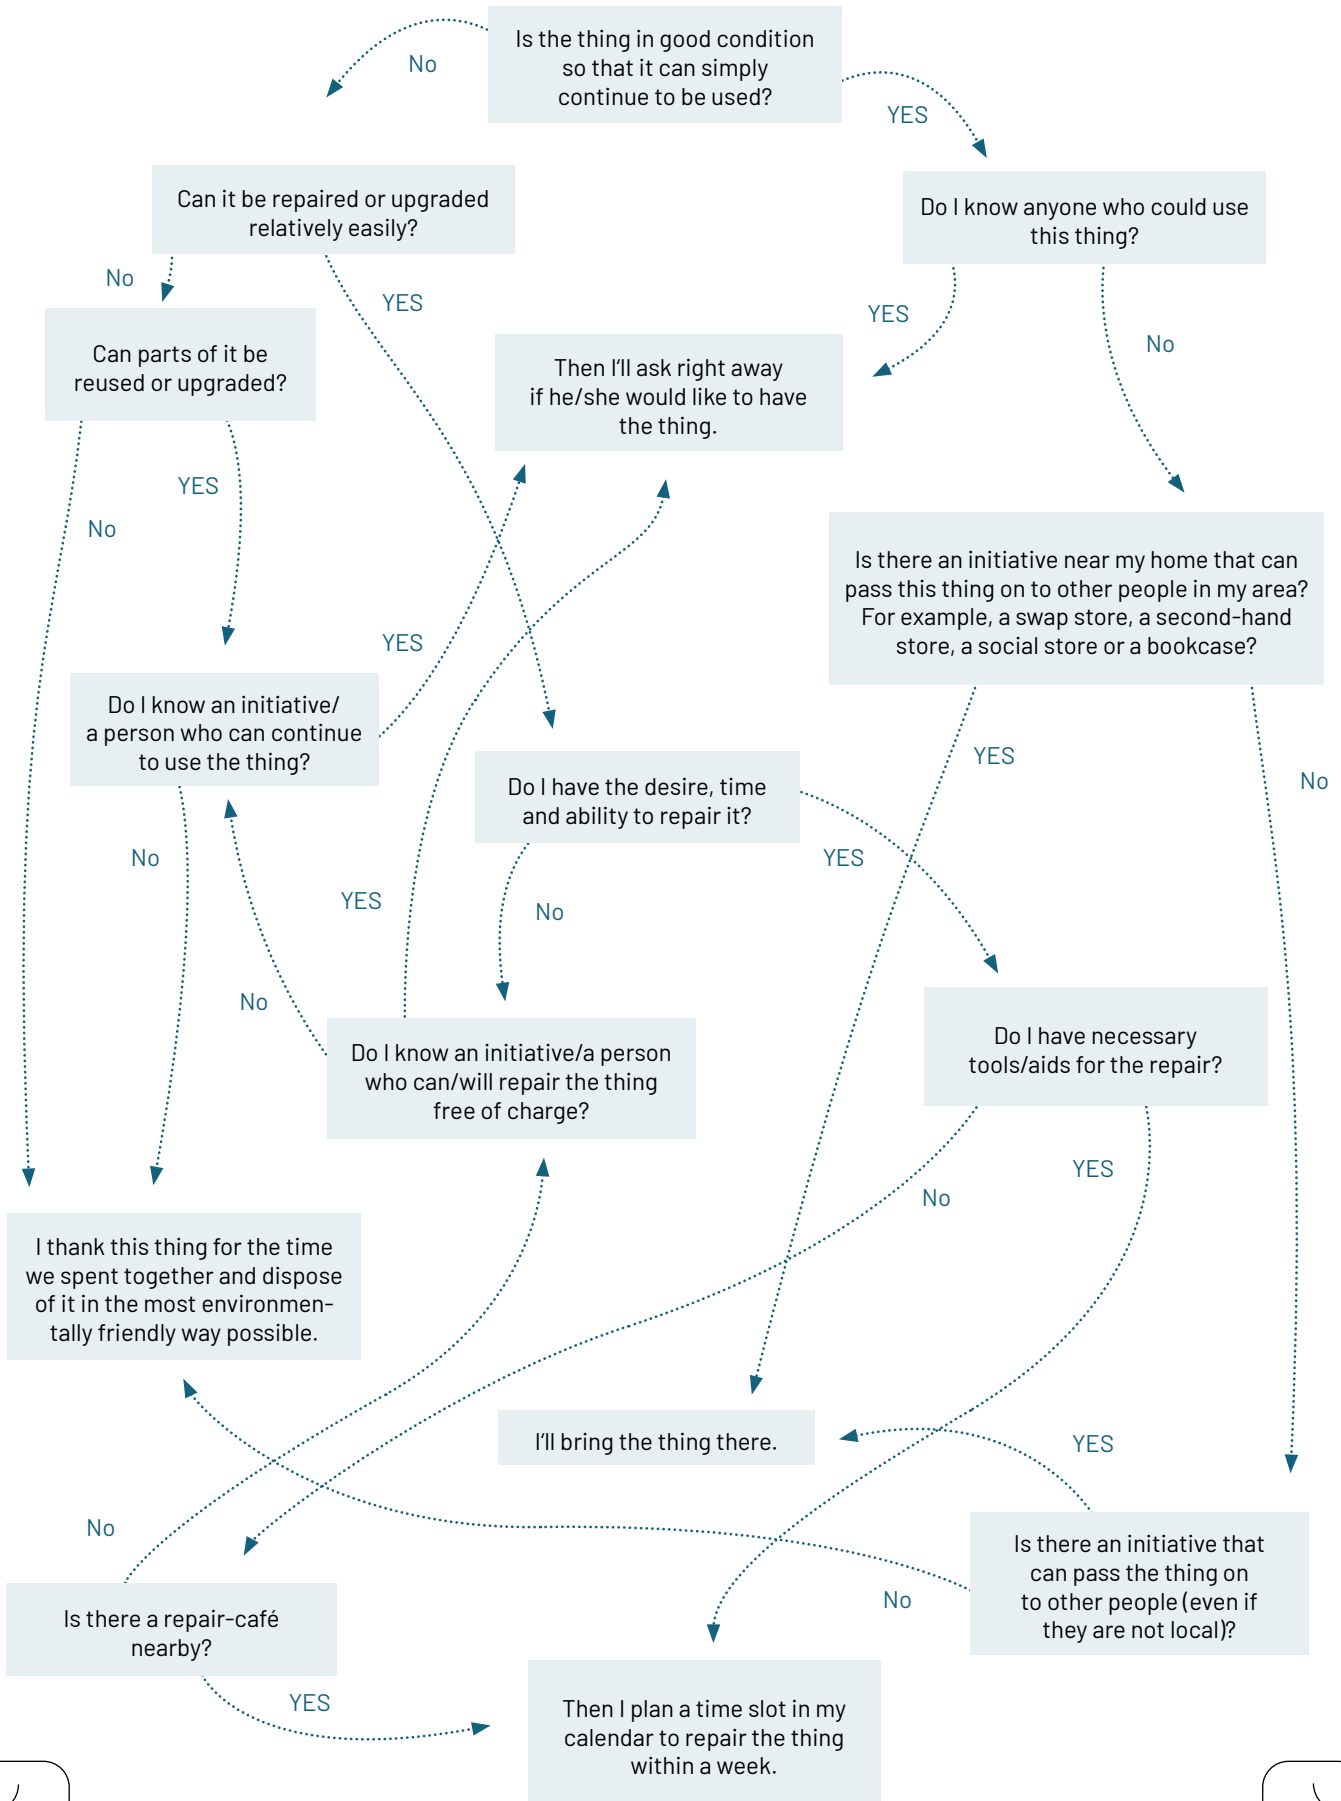 Is the thing in good condition
so that it can simply
continue to be used?
No
YES
Can it be repaired or upgraded
relatively easily?
Do I know anyone who could use
this thing?
No
YES
YES
No
Can parts of it be
reused or upgraded?
Then I‘ll ask right away
if he/she would like to have
the thing.
YES
No
Is there an initiative near my home that can
pass this thing on to other people in my area?
For example, a swap store, a second-hand
store, a social store or a bookcase?
YES
Do I know an initiative/
a person who can continue
to use the thing?
Do I have the desire, time
and ability to repair it?
YES
No
No
YES
YES
No
No
Do I know an initiative/a person
who can/will repair the thing
free of charge?
Do I have necessary
tools/aids for the repair?
YES
No
I thank this thing for the time
we spent together and dispose
of it in the most environmen-
tally friendly way possible.
I‘ll bring the thing there.
YES
No
Is there an initiative that
can pass the thing on
to other people (even if
they are not local)?
No
Is there a repair-café
nearby?
YES
Then I plan a time slot in my
calendar to repair the thing
within a week.